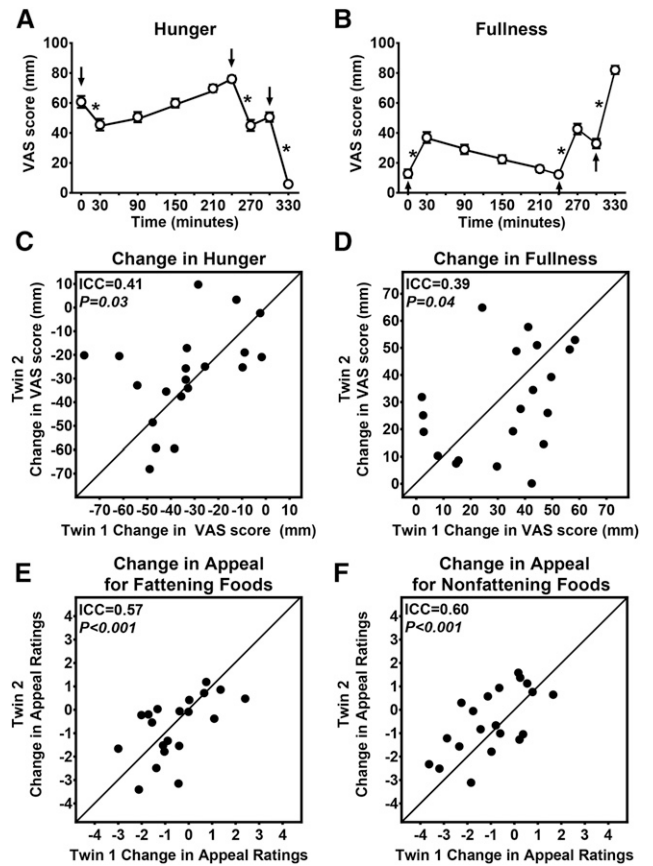 A
Hunger
VAS score (mm)
100
80
60
40
20
0
*
*
*
0 30 90 150 210 270 330
Time (minutes)
B
Fullness
VAS score (mm)
100
80
60
40
20
0
*
*
*
0 30 90 150 210 270 330
Time (minutes)
C
Change in Hunger
ICC=0.41
P=0.03
Twin 2
Change in VAS score (mm)
10
0
-10
-20
-30
-40
-50
-60
-70
-70 -60 -50 -40 -30 -20 -10 0 10
Twin 1 Change in VAS score (mm)
D
Change in Fullness
ICC=0.39
P=0.04
Twin 2
Change in VAS score (mm)
70
60
50
40
30
20
10
0
0 10 20 30 40 50 60 70
Twin 1 Change in VAS score (mm)
E
Change in Appeal
for Fattening Foods
ICC=0.57
P<0.001
Twin 2
Change in Appeal Ratings
4
3
2
1
0
-1
-2
-3
-4
-4 -3 -2 -1 0 1 2 3 4
Twin 1 Change in Appeal Ratings
F
Change in Appeal
for Nonfattening Foods
ICC=0.60
P<0.001
Twin 2
Change in Appeal Ratings
4
3
2
1
0
-1
-2
-3
-4
-4 -3 -2 -1 0 1 2 3 4
Twin 1 Change in Appeal Ratings